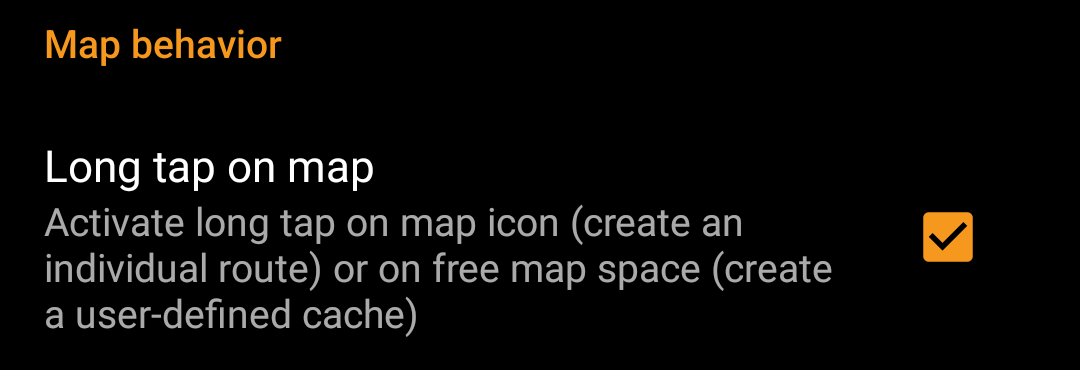 Map behavior
Long tap on map
Activate long tap on map icon (create an
individual route) or on free map space (create
a user-defined cache)